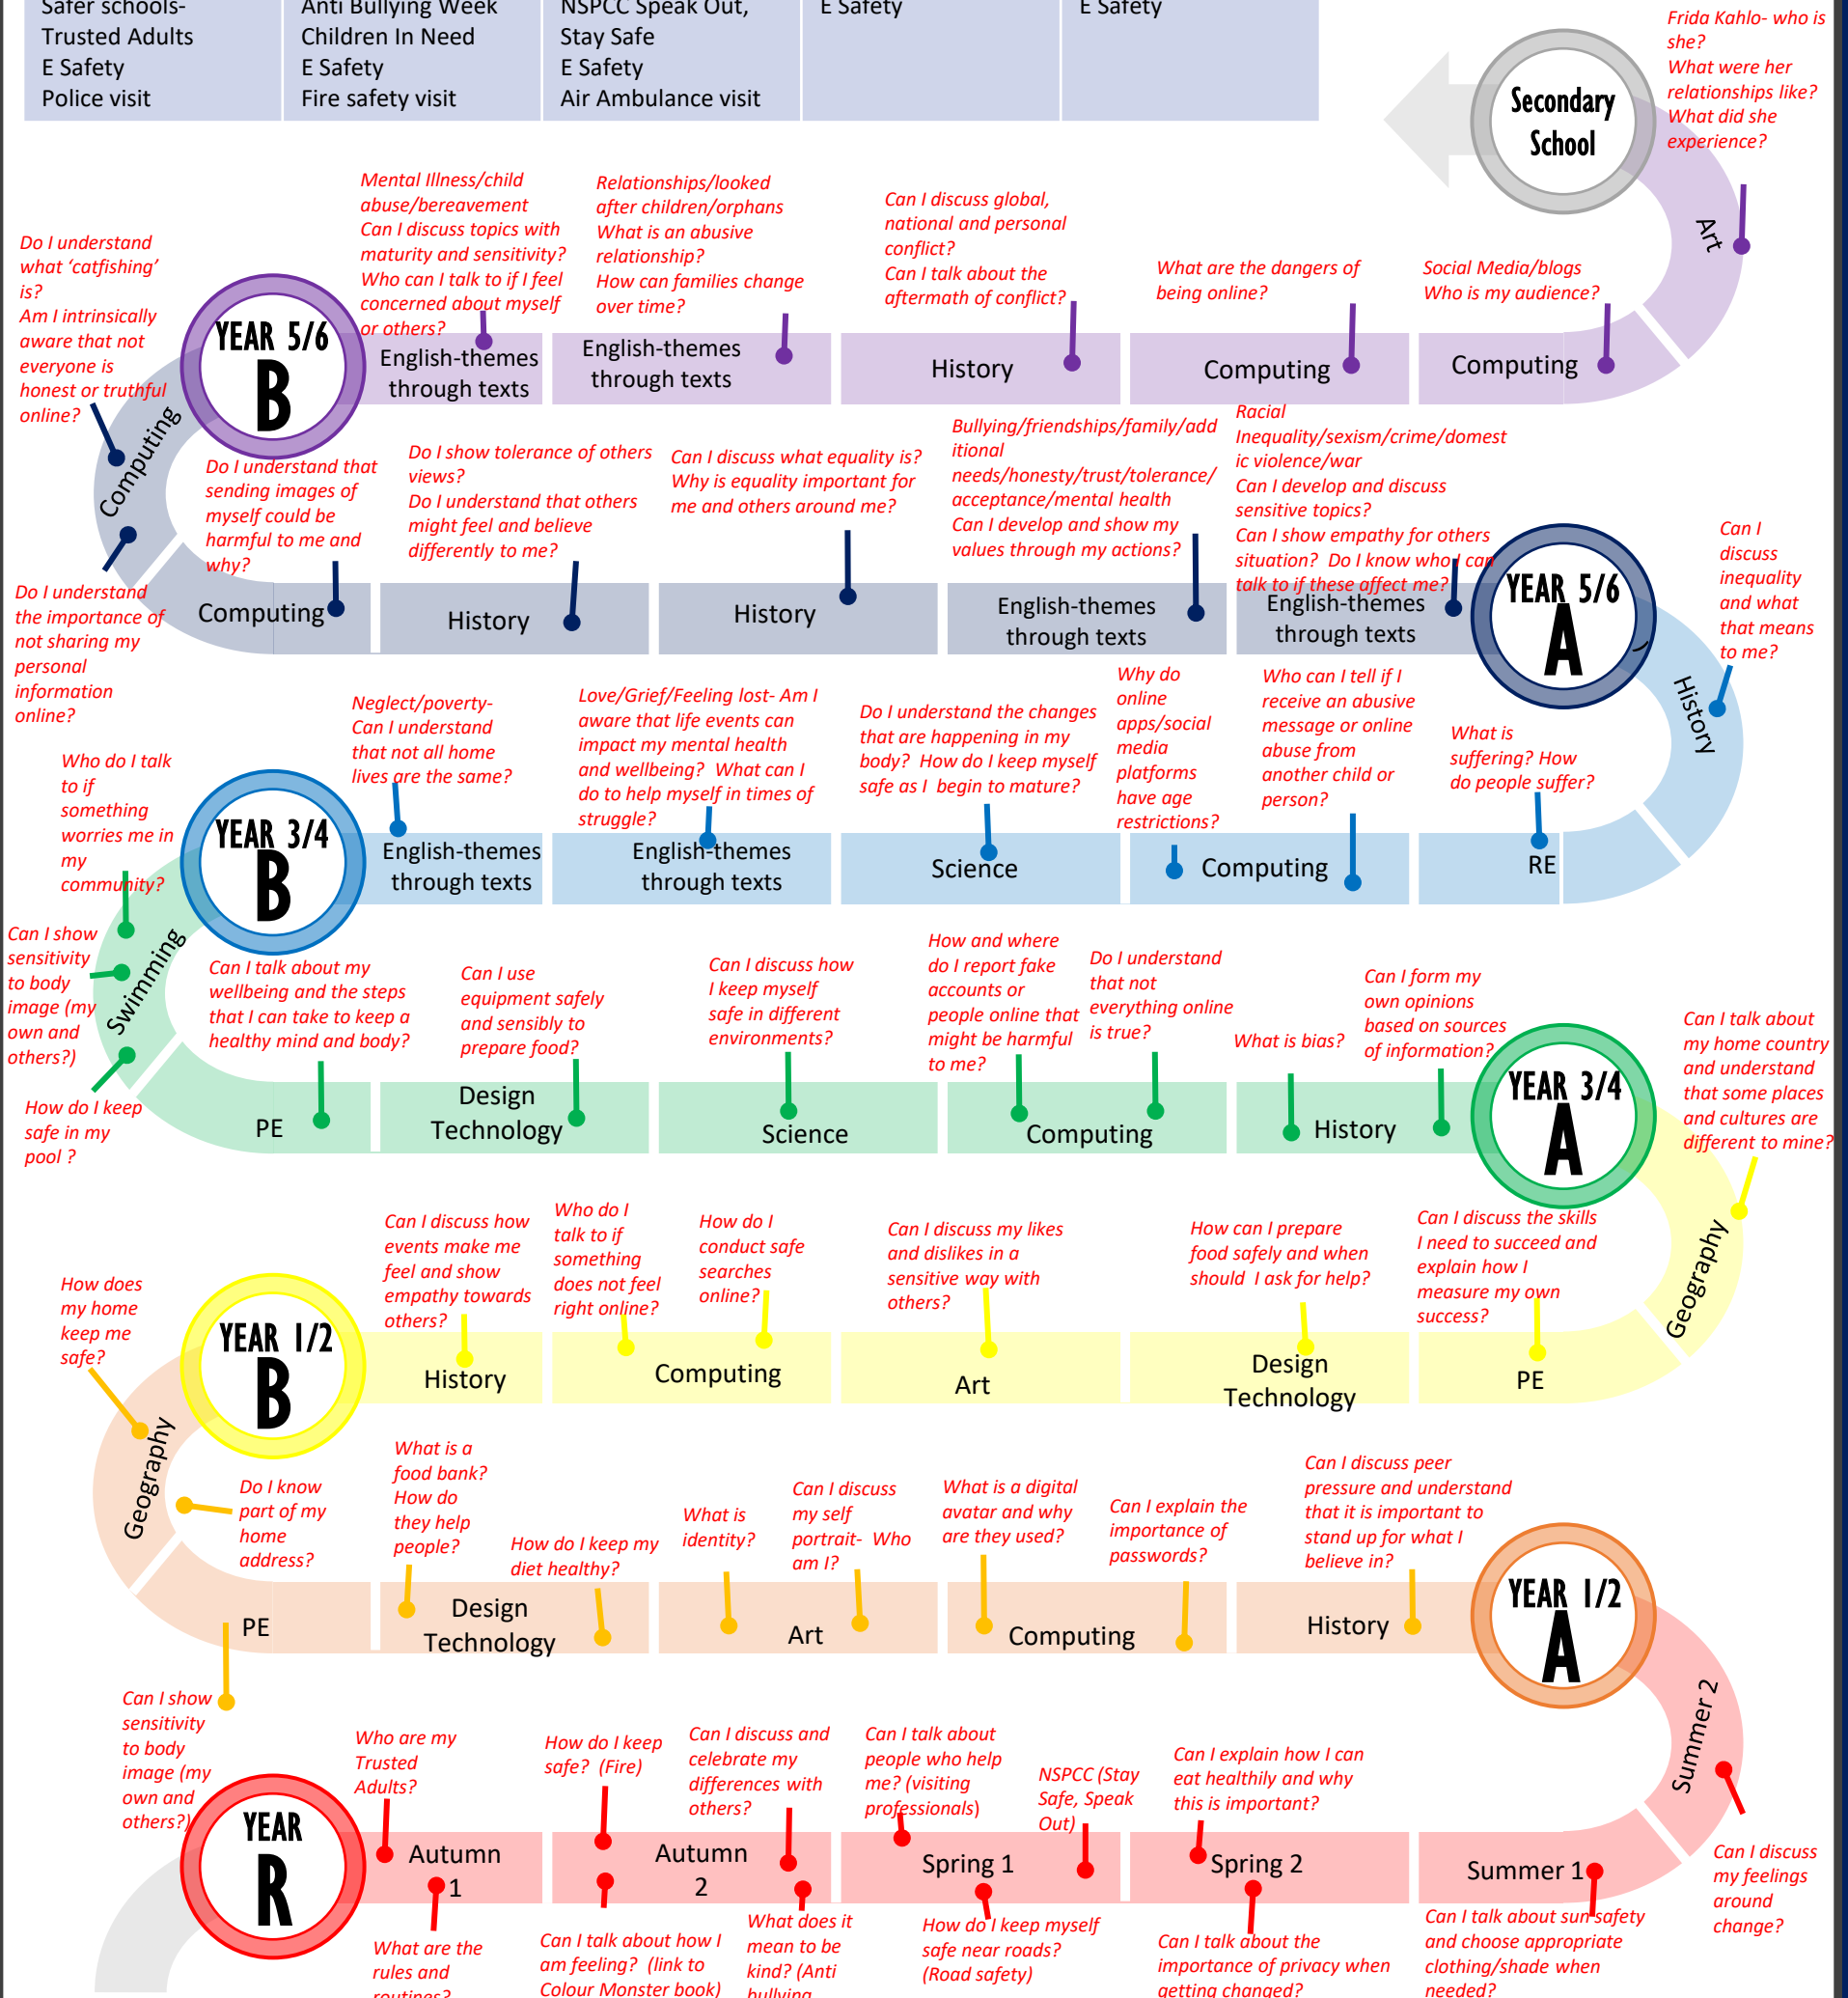 Safer schools-
Trusted Adults
E Safety
Police visit
Anti Bullying Week
Children In Need
E Safety
Fire safety visit
NSPCC Speak Out,
Stay Safe
E Safety
Air Ambulance visit
E Safety
E Safety
Secondary
School
Frida Kahlo- who is
she?
What were her
relationships like?
What did she
experience?
Art
Mental Illness/child
abuse/bereavement
Can I discuss topics with
maturity and sensitivity?
Who can I talk to if I feel
concerned about myself
or others?
Relationships/looked
after children/orphans
What is an abusive
relationship?
How can families change
over time?
Can I discuss global,
national and personal
conflict?
Can I talk about the
aftermath of conflict?
What are the dangers of
being online?
Social Media/blogs
Who is my audience?
YEAR 5/6
B
English-themes
through texts
English-themes
through texts
History
Computing
Computing
Do I understand
what ‘catfishing’
is?
Am I intrinsically
aware that not
everyone is
honest or truthful
online?
Computing
Do I understand
the importance of
not sharing my
personal
information
online?
Do I understand that
sending images of
myself could be
harmful to me and
why?
Do I show tolerance of others
views?
Do I understand that others
might feel and believe
differently to me?
Can I discuss what equality is?
Why is equality important for
me and others around me?
Bullying/friendships/family/add
itional
needs/honesty/trust/tolerance/
acceptance/mental health
Can I develop and show my
values through my actions?
Racial
Inequality/sexism/crime/domest
ic violence/war
Can I develop and discuss
sensitive topics?
Can I show empathy for others
situation?  Do I know who I can
talk to if these affect me?
Computing
History
History
English-themes
through texts
English-themes
through texts
YEAR 5/6
A
)
Can I
discuss
inequality
and what
that means
to me?
History
Neglect/poverty-
Can I understand
that not all home
lives are the same?
Love/Grief/Feeling lost- Am I
aware that life events can
impact my mental health
and wellbeing?  What can I
do to help myself in times of
struggle?
Do I understand the changes
that are happening in my
body?  How do I keep myself
safe as I  begin to mature?
Why do
online
apps/social
media
platforms
have age
restrictions?
Who can I tell if I
receive an abusive
message or online
abuse from
another child or
person?
What is
suffering? How
do people suffer?
YEAR 3/4
B
English-themes
through texts
English-themes
through texts
Science
Computing
RE
Who do I talk
to if
something
worries me in
my
community?
Can I show
sensitivity
to body
image (my
own and
others?)
Swimming
How do I keep
safe in my
pool ?
Can I talk about my
wellbeing and the steps
that I can take to keep a
healthy mind and body?
Can I use
equipment safely
and sensibly to
prepare food?
Can I discuss how
I keep myself
safe in different
environments?
How and where
do I report fake
accounts or
people online that
might be harmful
to me?
Do I understand
that not
everything online
is true?
What is bias?
Can I form my
own opinions
based on sources
of information?
PE
Design
Technology
Science
Computing
History
YEAR 3/4
A
Can I talk about
my home country
and understand
that some places
and cultures are
different to mine?
Geography
Can I discuss how
events make me
feel and show
empathy towards
others?
Who do I
talk to if
something
does not feel
right online?
How do I
conduct safe
searches
online?
Can I discuss my likes
and dislikes in a
sensitive way with
others?
How can I prepare
food safely and when
should  I ask for help?
Can I discuss the skills
I need to succeed and
explain how I
measure my own
success?
YEAR 1/2
B
History
Computing
Art
Design
Technology
PE
How does
my home
keep me
safe?
Geography
Do I know
part of my
home
address?
What is a
food bank?
How do
they help
people?
How do I keep my
diet healthy?
What is
identity?
Can I discuss
my self
portrait-  Who
am I?
What is a digital
avatar and why
are they used?
Can I explain the
importance of
passwords?
Can I discuss peer
pressure and understand
that it is important to
stand up for what I
believe in?
PE
Design
Technology
Art
Computing
History
YEAR 1/2
A
Can I show
sensitivity
to body
image (my
own and
others?)
Summer 2
Who are my
Trusted
Adults?
How do I keep
safe?  (Fire)
Can I discuss and
celebrate my
differences with
others?
Can I talk about
people who help
me? (visiting
professionals)
NSPCC (Stay
Safe, Speak
Out)
Can I explain how I can
eat healthily and why
this is important?
YEAR
R
Autumn
1
Autumn
2
Spring 1
Spring 2
Summer 1
Can I discuss
my feelings
around
change?
What are the
rules and
routines?
Can I talk about how I
am feeling?  (link to
Colour Monster book)
What does it
mean to be
kind? (Anti
bullying
How do I keep myself
safe near roads?
(Road safety)
Can I talk about the
importance of privacy when
getting changed?
Can I talk about sun safety
and choose appropriate
clothing/shade when
needed?